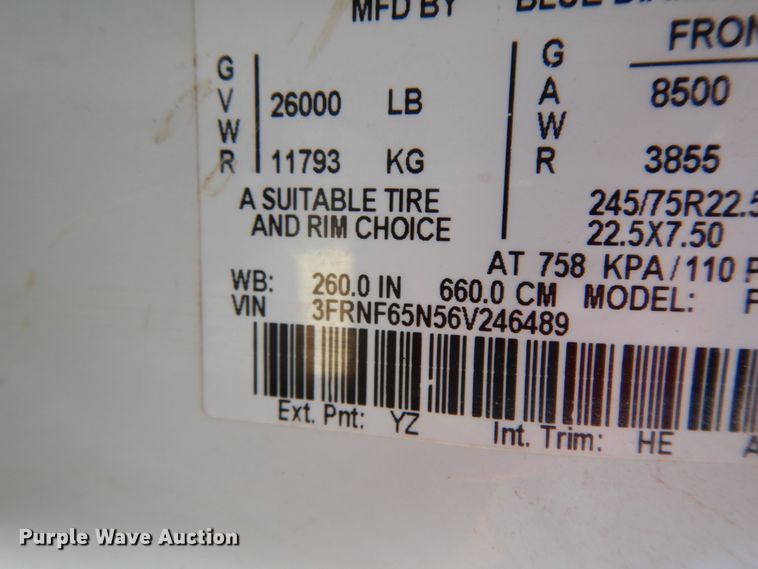 MFD BY
FRON
GVWR 26000 LB GAWR 8500
11793 KG 3855
A SUITABLE TIRE 245/75R22.5
AND RIM CHOICE 22.5X7.50
AT 758 KPA/110
WB: 260.0 IN 660.0 CM MODEL: F
VIN 3FRNF65N56V246489
Ext. Pnt: YZ Int. Trim: HE A
Purple Wave Auction